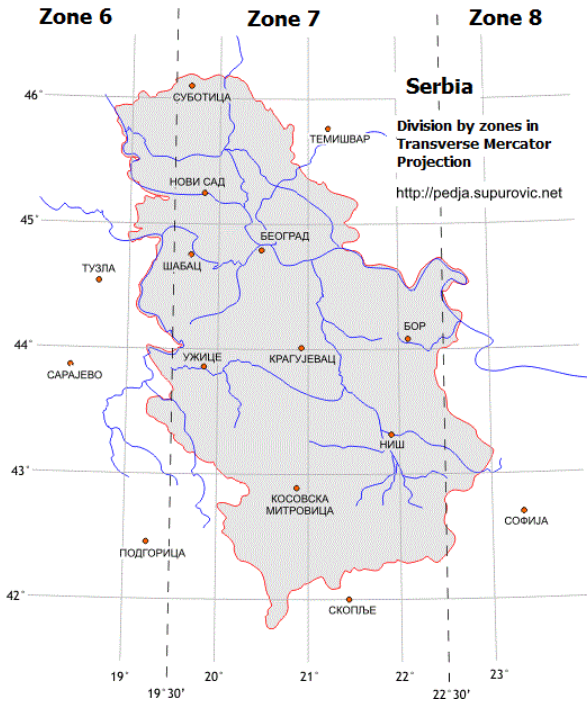 Zone 6 Zone 7 Zone 8
46°
СУБОТИЦА
Serbia
ТЕМИШВАР
Division by zones in
Transverse Mercator
Projection
НОВИ САД
http://pedja.supurovic.net
45°
БЕОГРАД
ТУЗЛА
ШАБАЦ
БОР
44°
УЖИЦЕ
КРАГУЈЕВАЦ
САРАЈЕВО
НИШ
43°
КОСОВСКА
МИТРОВИЦА
СОФИЈА
ПОДГОРИЦА
42°
СКОПЉЕ
19° 20° 21° 22° 23°
19°30' 22°30'